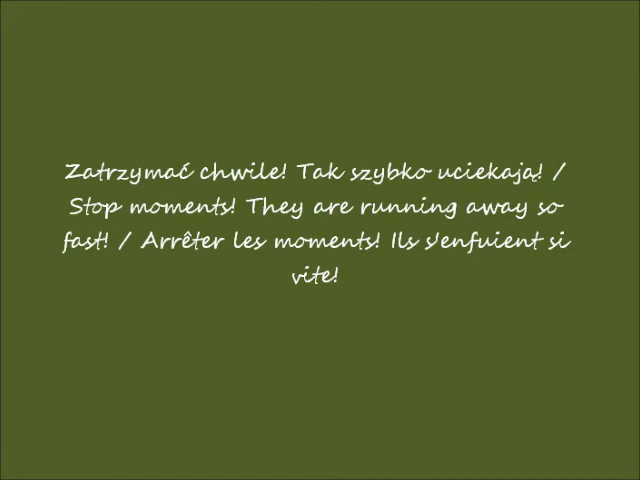 Zatrzymać chwile! Tak szybko uciekają! /
Stop moments! They are running away so
fast! / Arrêter les moments! Ils s'enfuient si
vite!